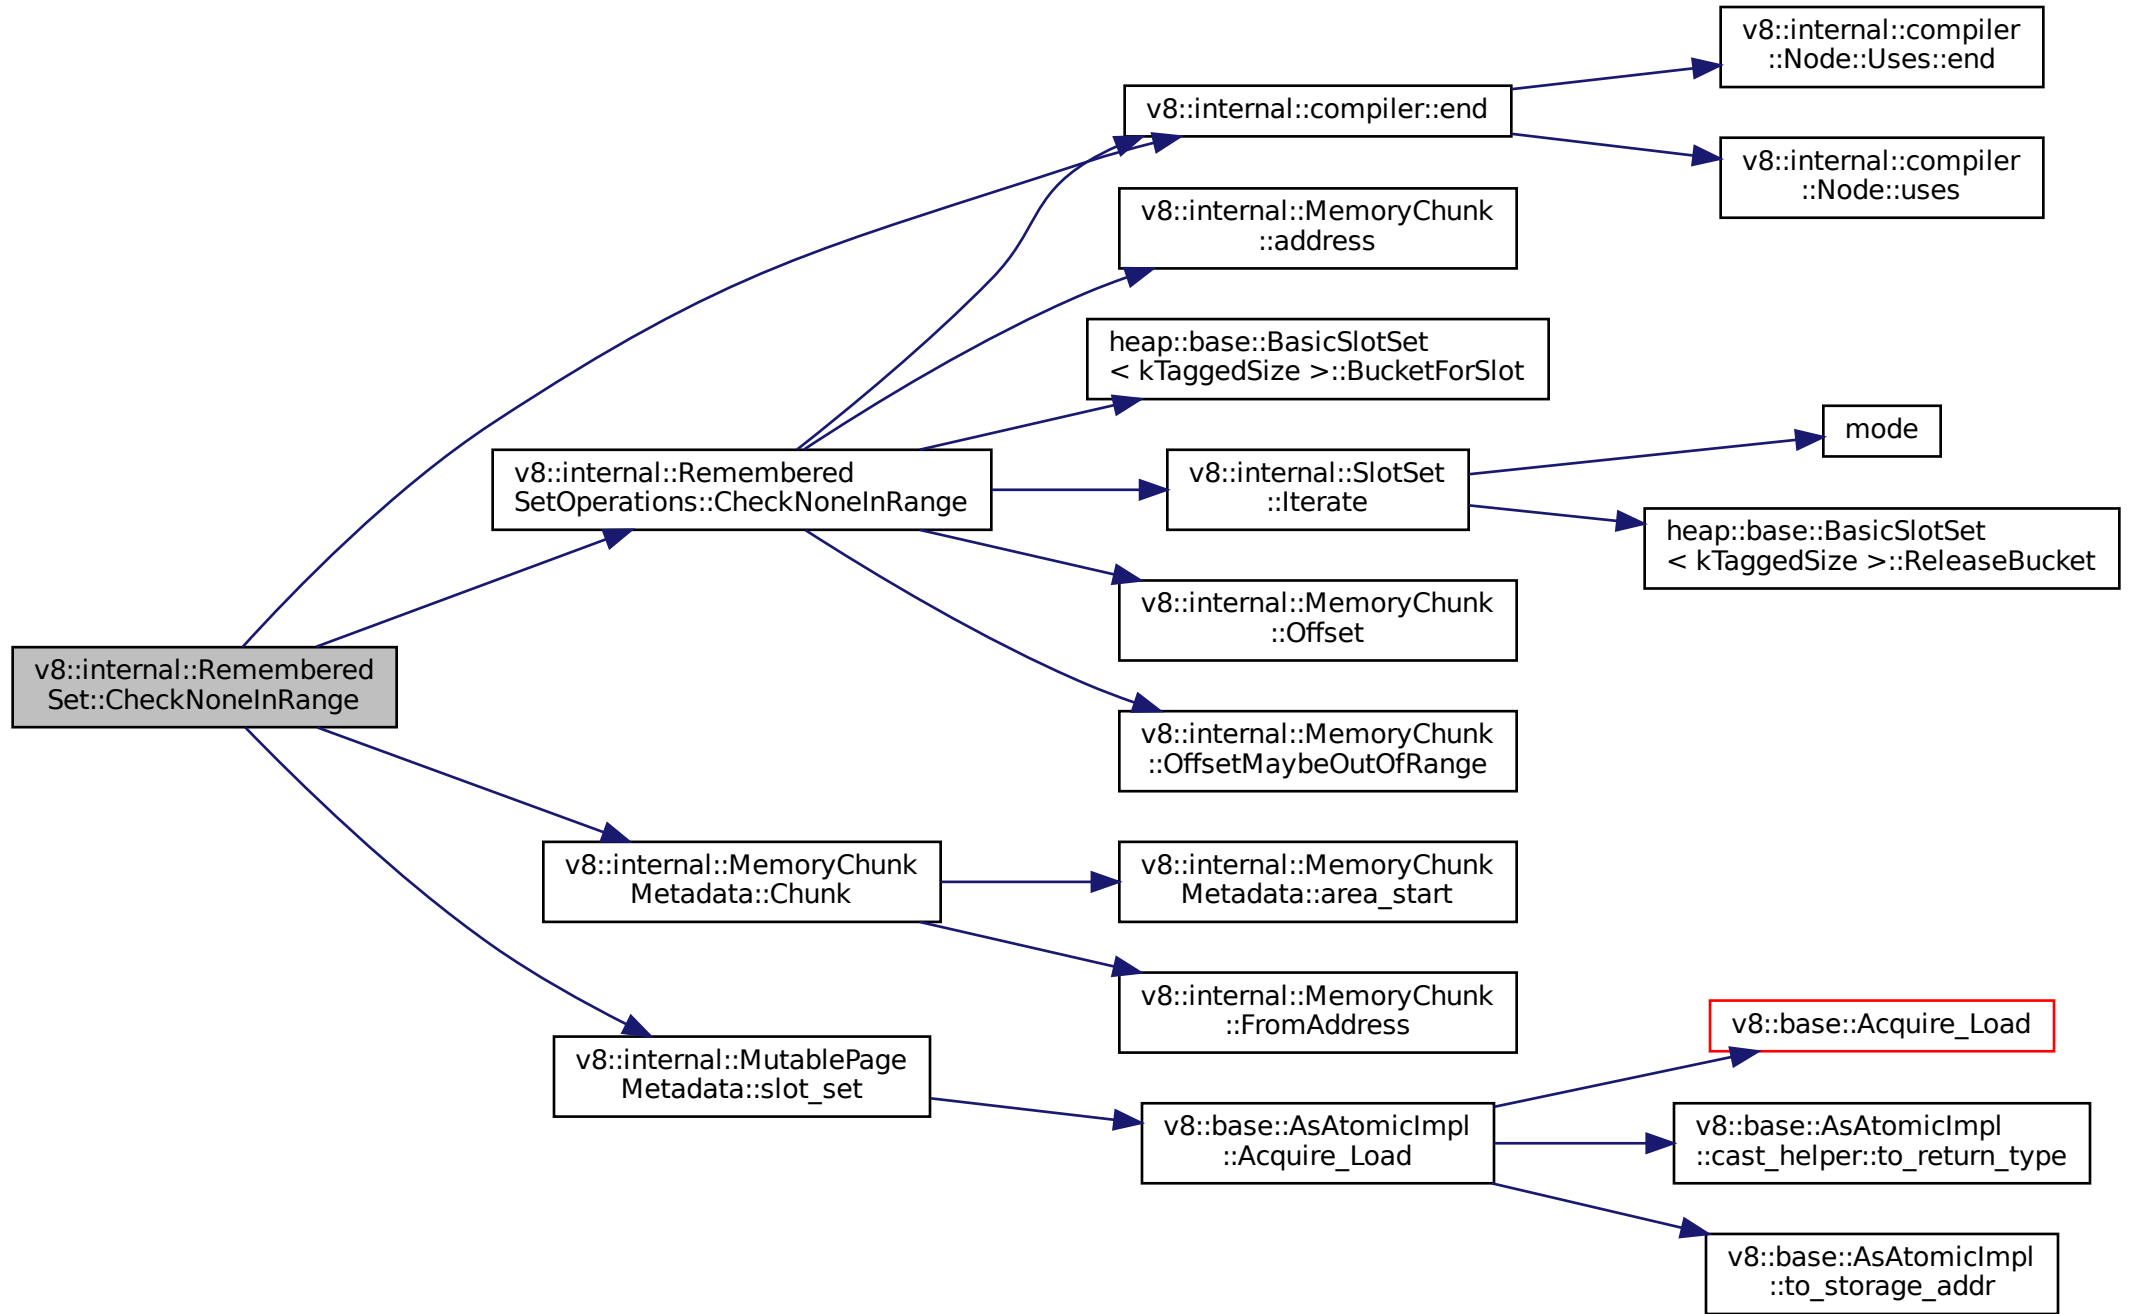 v8::internal::compiler
::Node::Uses::end
v8::internal::compiler::end
v8::internal::compiler
::Node::uses
v8::internal::MemoryChunk
::address
heap::base::BasicSlotSet
< kTaggedSize >::BucketForSlot
mode
v8::internal::Remembered
SetOperations::CheckNoneInRange
v8::internal::SlotSet
::Iterate
heap::base::BasicSlotSet
< kTaggedSize >::ReleaseBucket
v8::internal::MemoryChunk
::Offset
v8::internal::Remembered
Set::CheckNoneInRange
v8::internal::MemoryChunk
::OffsetMaybeOutOfRange
v8::internal::MemoryChunk
Metadata::Chunk
v8::internal::MemoryChunk
Metadata::area_start
v8::internal::MemoryChunk
::FromAddress
v8::base::Acquire_Load
v8::internal::MutablePage
Metadata::slot_set
v8::base::AsAtomicImpl
::Acquire_Load
v8::base::AsAtomicImpl
::cast_helper::to_return_type
v8::base::AsAtomicImpl
::to_storage_addr